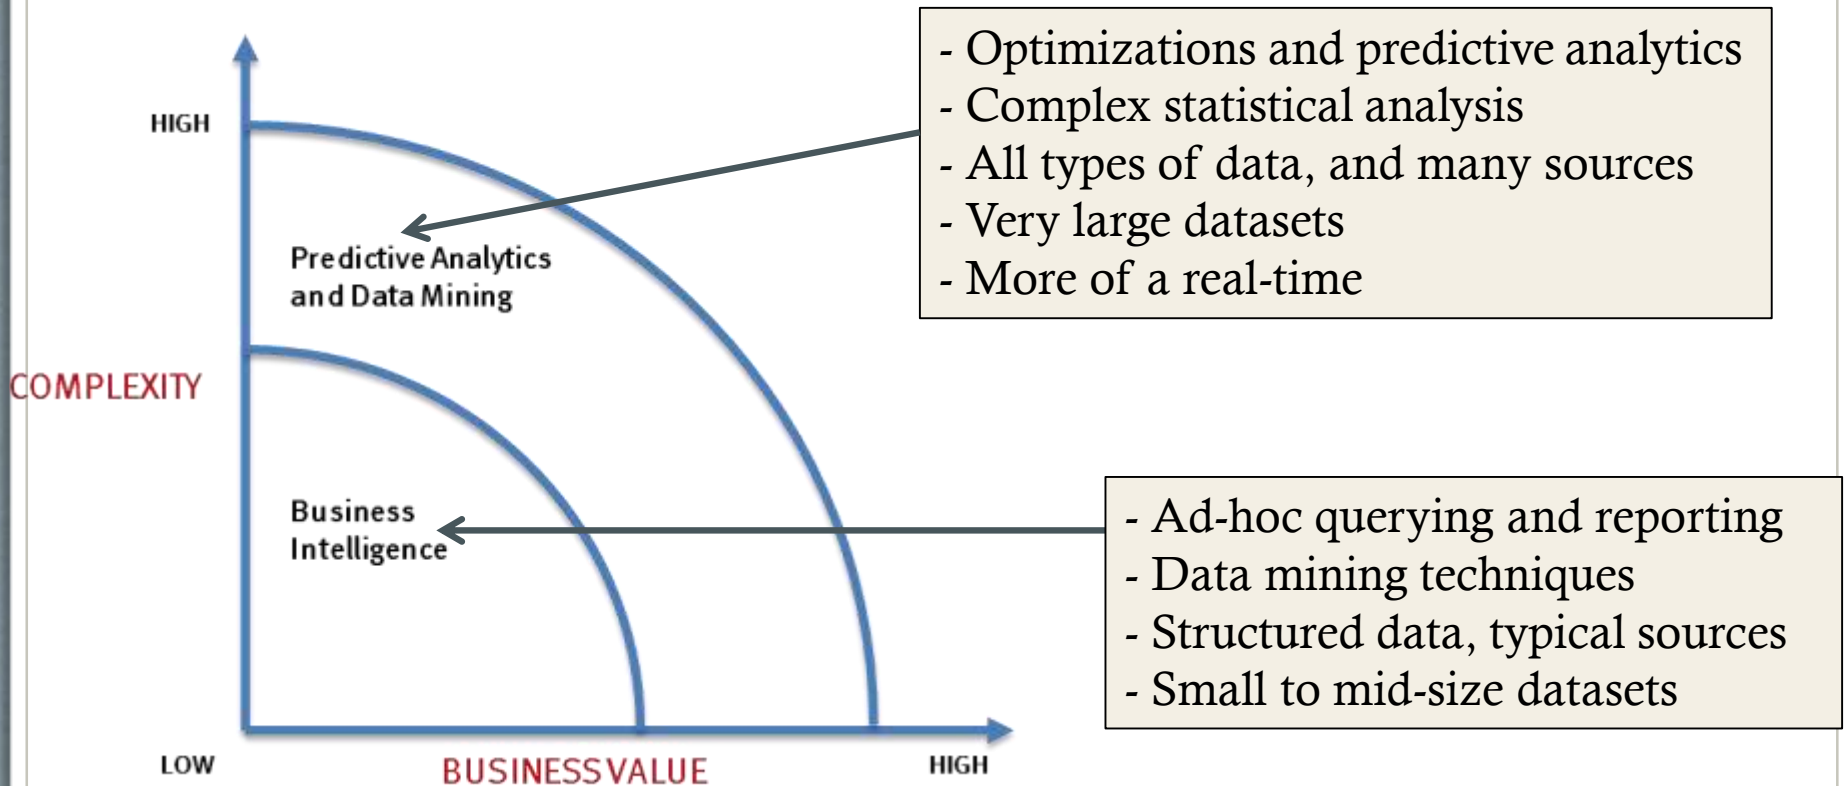 - Optimizations and predictive analytics
- Complex statistical analysis
- All types of data, and many sources
- Very large datasets
- More of a real-time
HIGH
Predictive Analytics
and Data Mining
COMPLEXITY
Business
Intelligence
- Ad-hoc querying and reporting
- Data mining techniques
- Structured data, typical sources
- Small to mid-size datasets
LOW
BUSINESS VALUE
HIGH